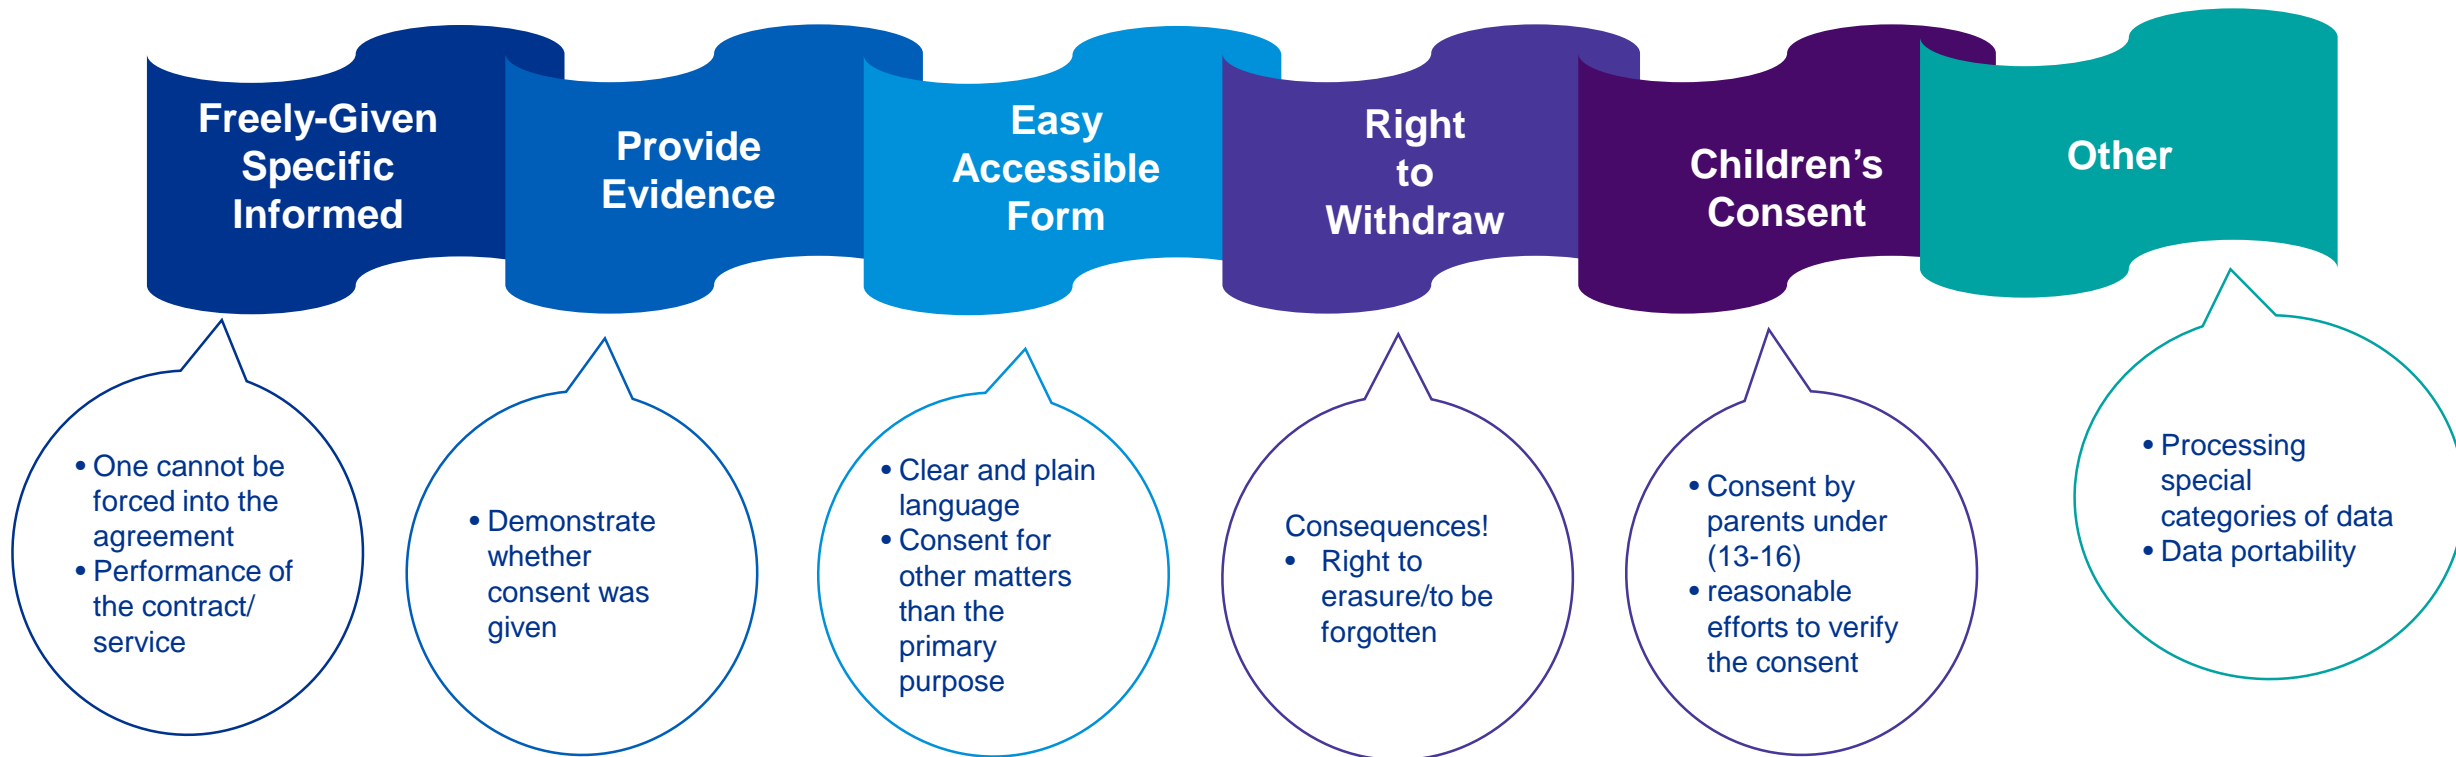 Freely-Given
Specific
Informed
Provide
Evidence
Easy
Accessible
Form
Right
to
Withdraw
Children’s
Consent
Other
• One cannot be
forced into the
agreement
• Performance of
the contract/
service
• Demonstrate
whether
consent was
given
• Clear and plain
language
• Consent for
other matters
than the
primary
purpose
Consequences!
• Right to
erasure/to be
forgotten
• Consent by
parents under
(13-16)
• reasonable
efforts to verify
the consent
• Processing
special
categories of data
• Data portability